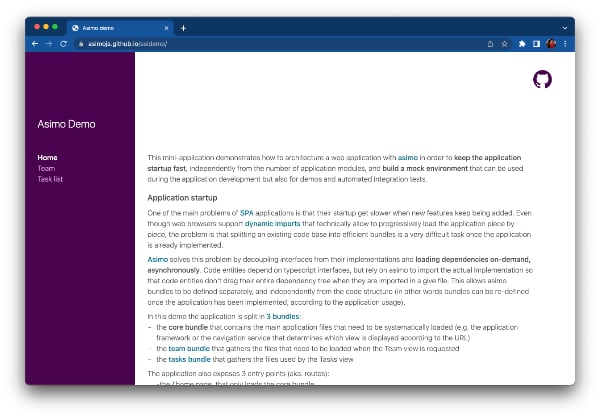 Asimo demo
asimojs.github.io/asidemo/
Asimo Demo
Home
Team
Task list
This mini-application demonstrates how to architecture a web application with asimo in order to keep the application
startup fast, independently from the number of application modules, and build a mock environment that can be used
during the application development but also for demos and automated integration tests.
Application startup
One of the main problems of SPA applications is that their startup get slower when new features keep being added. Even
though web browsers support dynamic imports that technically allow to progressively load the application piece by
piece, the problem is that splitting an existing code base into efficient bundles is a very difficult task once the application
is already implemented.
Asimo solves this problem by decoupling interfaces from their implementations and loading dependencies on-demand,
asynchronously. Code entities depend on typescript interfaces, but rely on asimo to import the actual implementation so
that code entities don't drag their entire dependency tree when they are imported in a give file. This allows asimo
bundles to be defined separately, and independently from the code structure (in other words bundles can be re-defined
once the application has been implemented, according to the application usage).
In this demo the application is split in 3 bundles:
- the core bundle that contains the main application files that need to be systematically loaded (e.g. the application
framework or the navigation service that determines which view is displayed according to the URL)
- the team bundle that gathers the files that need to be loaded when the Team view is requested
- the tasks bundle that gathers the files used by the Tasks view
The application also exposes 3 entry points (aka. routes):
-the / home page, that only loads the core bundle